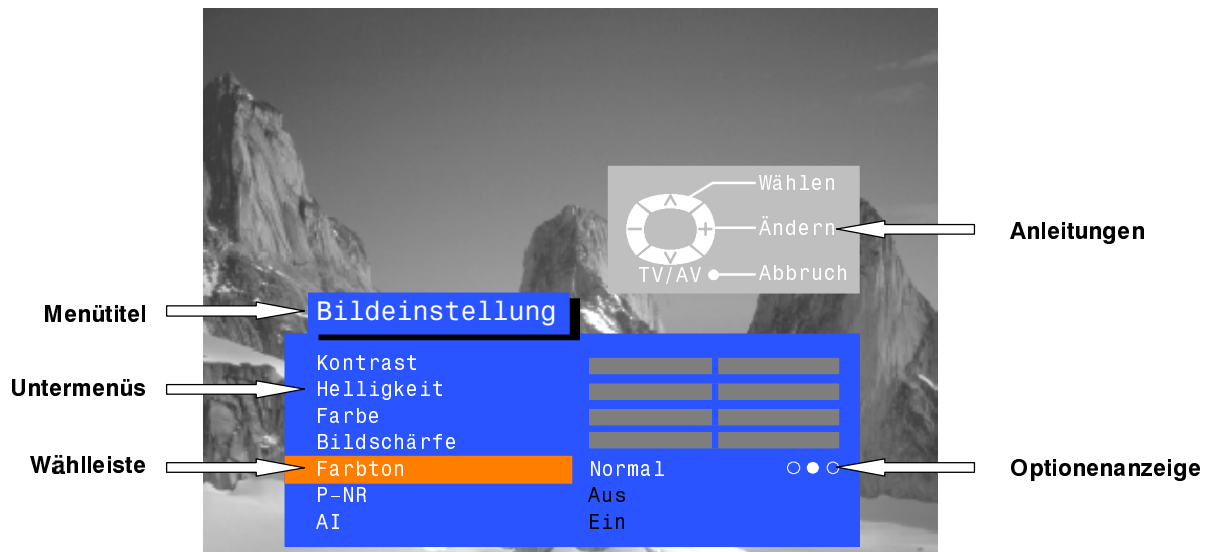 Wählen
Ändern
TV/AV Abbruch
Anleitungen
Menütitel
Bildeinstellung
Kontrast
Untermenüs
Helligkeit
Farbe
Bildschärfe
Wählleiste
Farbton Normal
Optionenanzeige
P-NR Aus
AI Ein